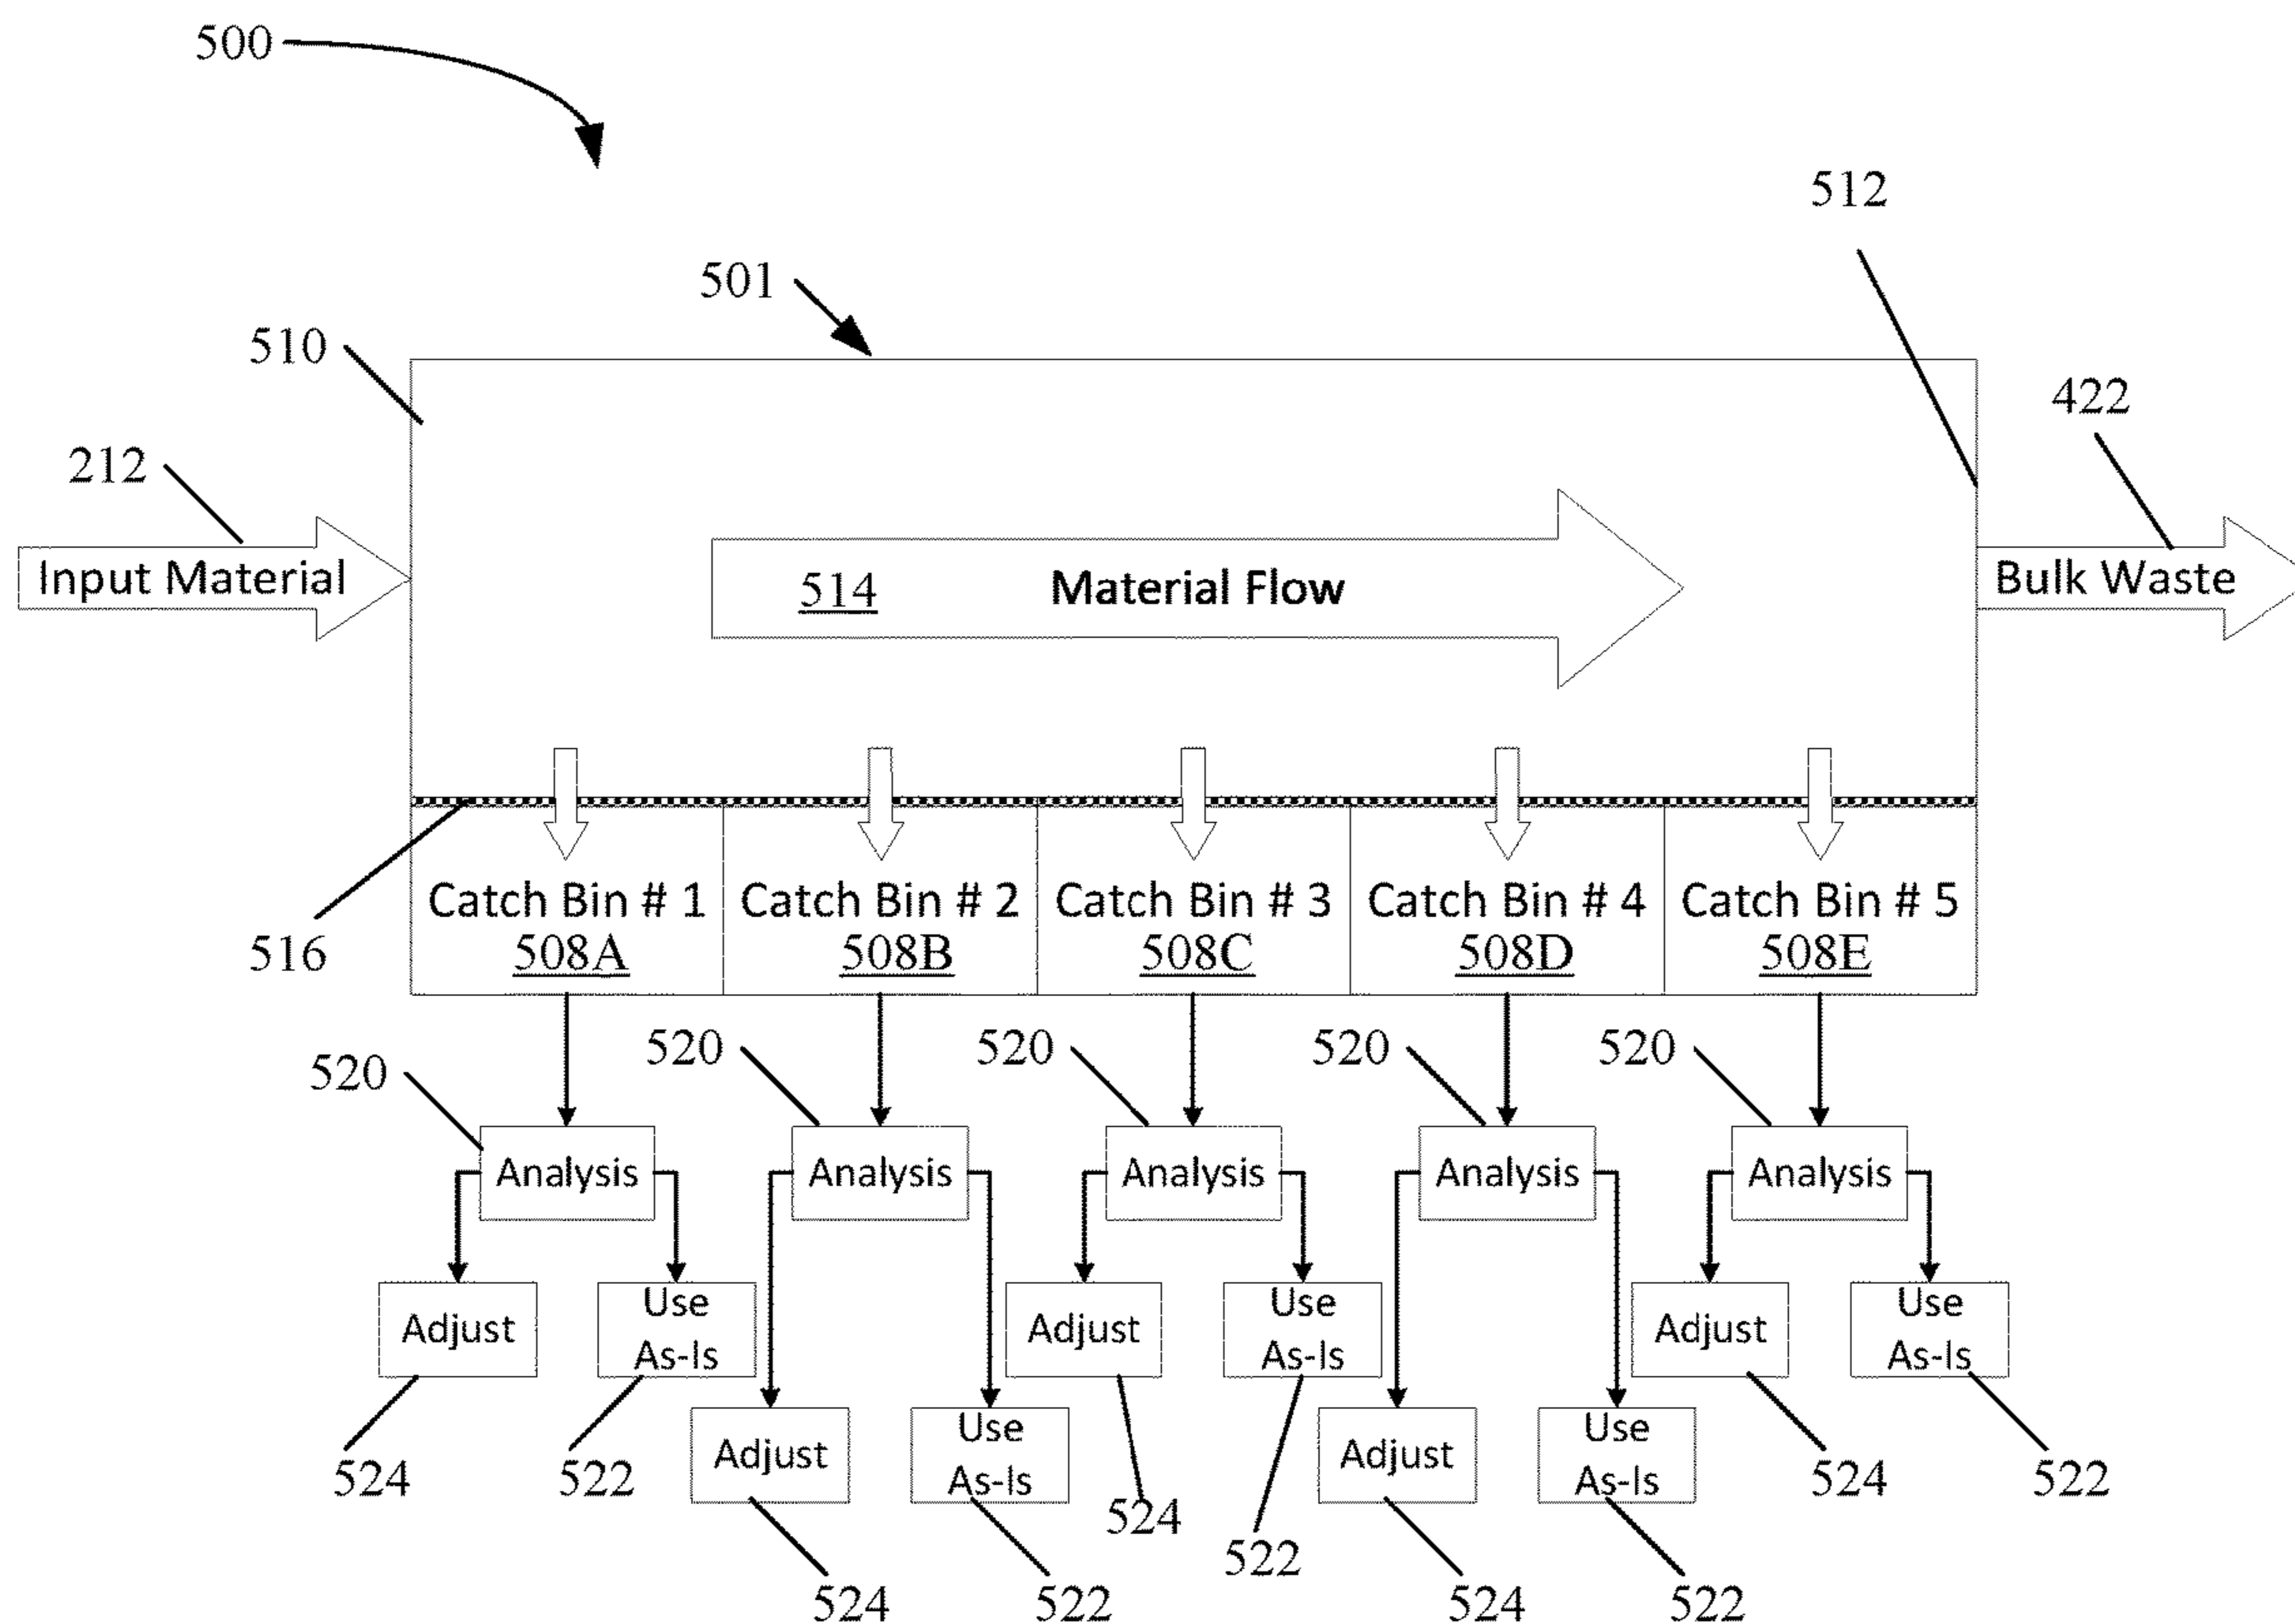 500
512
501
510
422
212
Input Material
514 Material Flow
Bulk Waste
Catch Bin # 1
508A
Catch Bin # 2
508B
Catch Bin # 3
508C
Catch Bin # 4
508D
Catch Bin # 5
508E
516
520
520
520
520
520
Analysis
Analysis
Analysis
Analysis
Analysis
Adjust
Use
As-Is
Adjust
Use
As-Is
Adjust
Use
As-Is
Adjust
Use
As-Is
Adjust
Use
As-Is
524
522
524
522
524
522
524
522
524
522